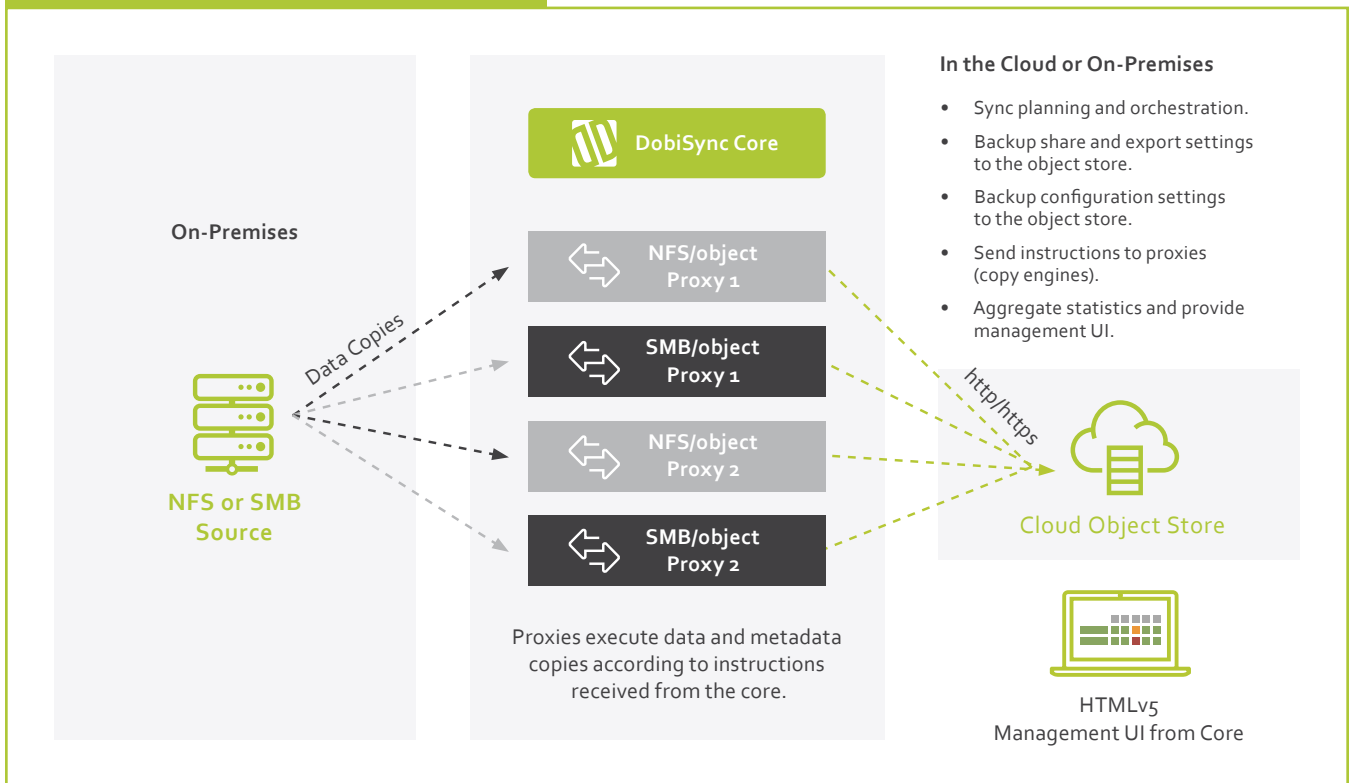 On-Premises
NFS or SMB
Source
Data Copies
DobiSync Core
NFS/object
Proxy 1
SMB/object
Proxy 1
NFS/object
Proxy 2
SMB/object
Proxy 2
Proxies execute data and metadada
copies according to instructions
received from the core.
In the Cloud or On-Premises
• Sync planning and orchestration.
• Backup share and export settings
to the object store.
• Backup configuration settings
to the object store.
• Send instructions to proxies
(copy engines).
• Aggregate statistics and provide
management UI.
http/https
Cloud Object Store
HTMLv5
Management UI from Core